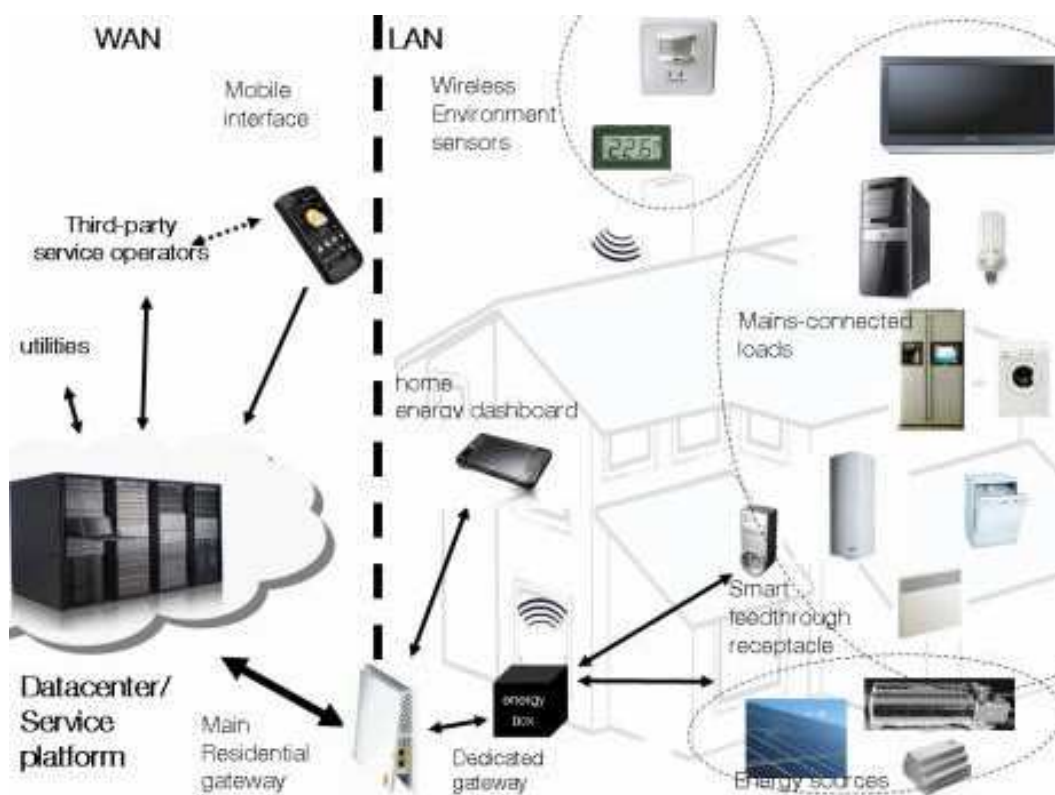 WAN
LAN
Mobile
interface
Wireless
Environment
sensors
22.6
Third-party
service operators
utilities
Mains-connected
loads
home
energy dashboard
Smart
feedthrough
receptacle
energy
box
Datacenter/
Service
platform
Main
Residential
gateway
Dedicated
gateway
Energy sources